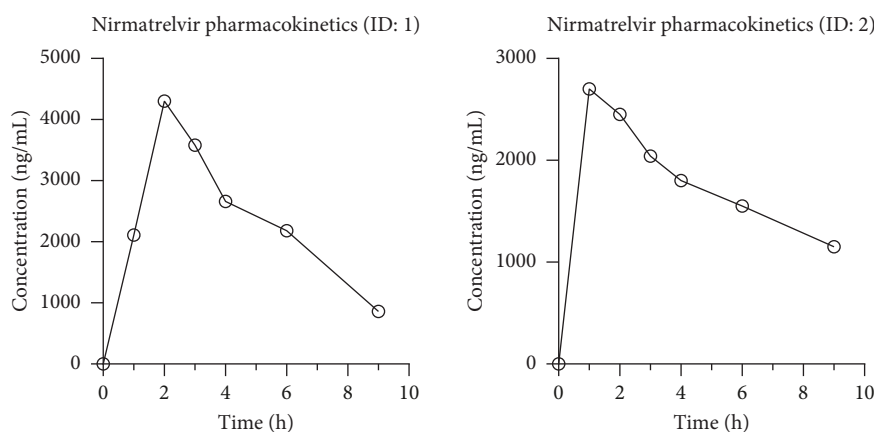 Nirmatrelvir pharmacokinetics (ID: 1)
5000
4000
3000
2000
1000
0
Concentration (ng/mL)
0 2 4 6 8 10
Time (h)
Nirmatrelvir pharmacokinetics (ID: 2)
3000
2000
1000
0
Concentration (ng/mL)
0 2 4 6 8 10
Time (h)